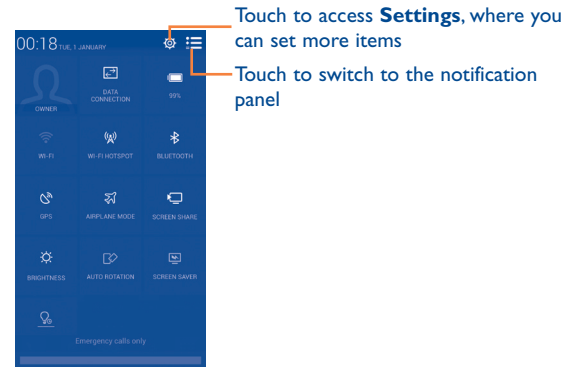 Touch to access Settings, where you
can set more items
Touch to switch to the notification
panel
00:18 TUE, 1 JANUARY
OWNER
DATA
CONNECTION
99%
WI-FI
WI-FI HOTSPOT
BLUETOOTH
GPS
AIRPLANE MODE
SCREEN SHARE
BRIGHTNESS
AUTO ROTATION
SCREEN SAVER
Emergency calls only